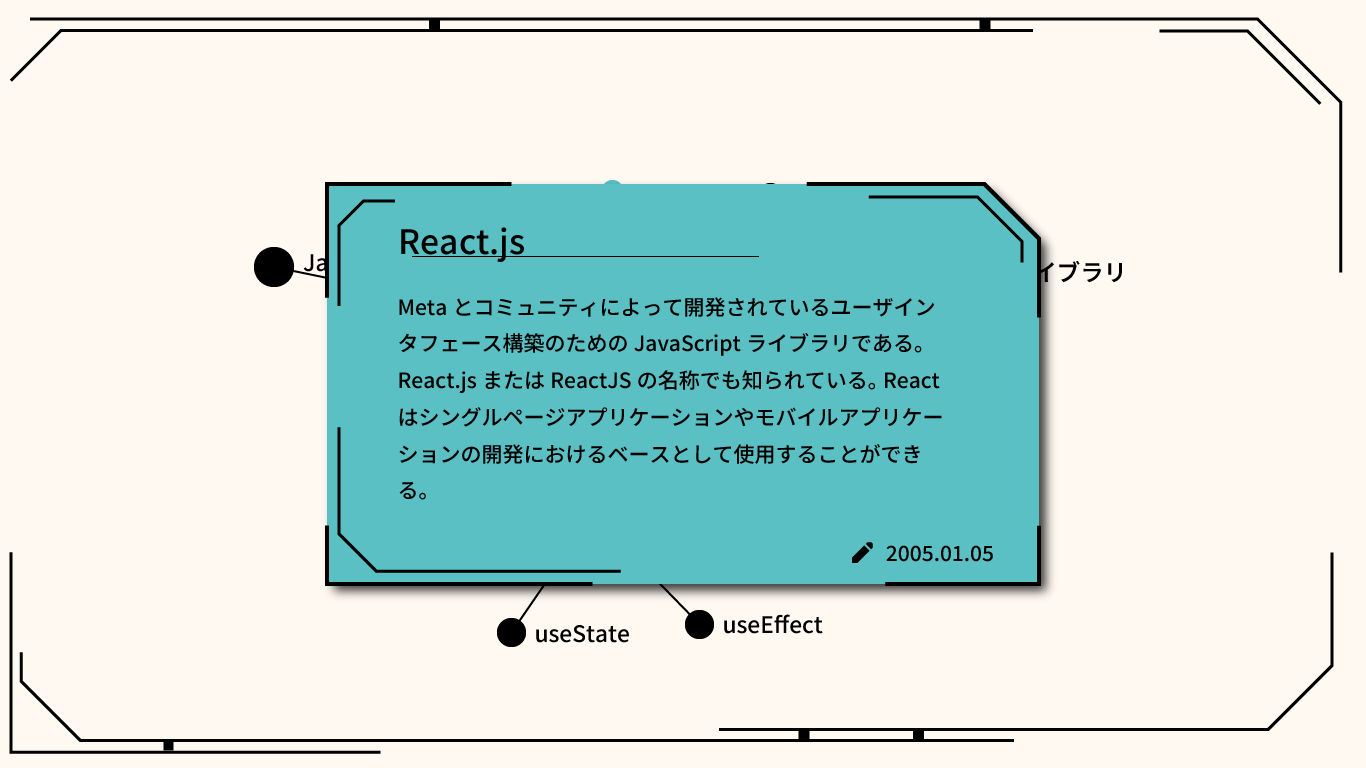 React.js
Ja
イブラリ
Meta とコミュニティによって開発されているユーザイン
タフェース構築のための JavaScript ライブラリである。
React.js または ReactJS の名称でも知られている。React
はシングルページアプリケーションやモバイルアプリケー
ションの開発におけるベースとして使用することができ
る。
2005.01.05
useState
useEffect